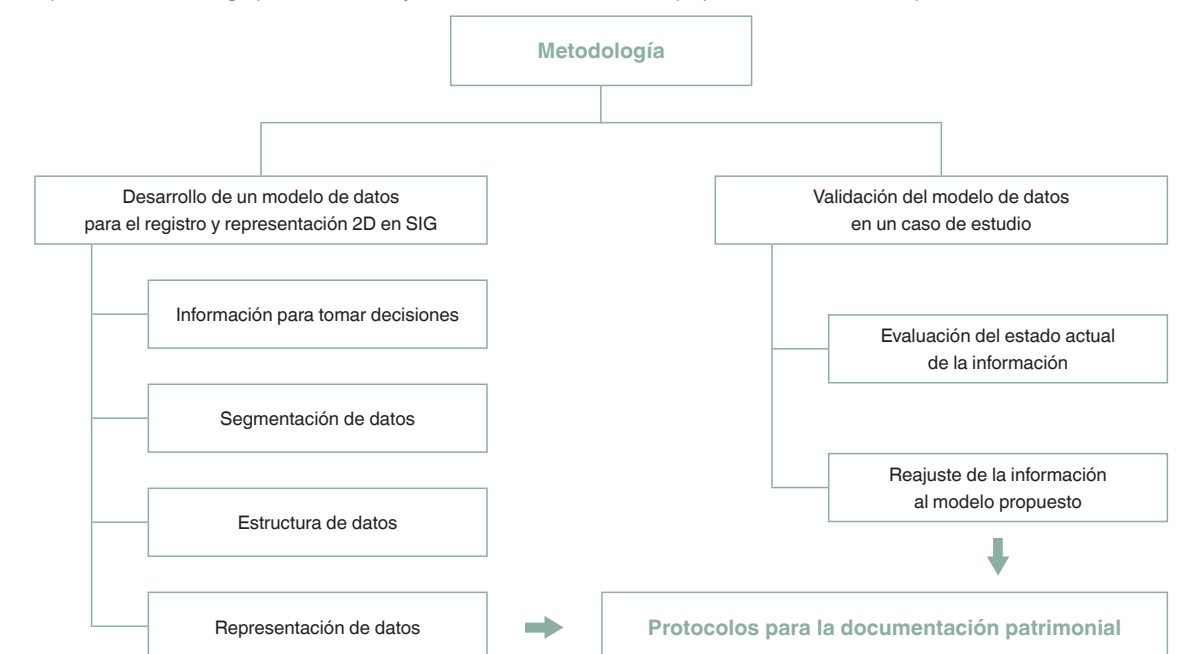 Metodología
Desarrollo de un modelo de datos
para el registro y representación 2D en SIG
Información para tomar decisiones
Segmentación de datos
Estructura de datos
Representación de datos
Validación del modelo de datos
en un caso de estudio
Evaluación del estado actual
de la información
Reajuste de la información
al modelo propuesto
Protocolos para la documentación patrimonial